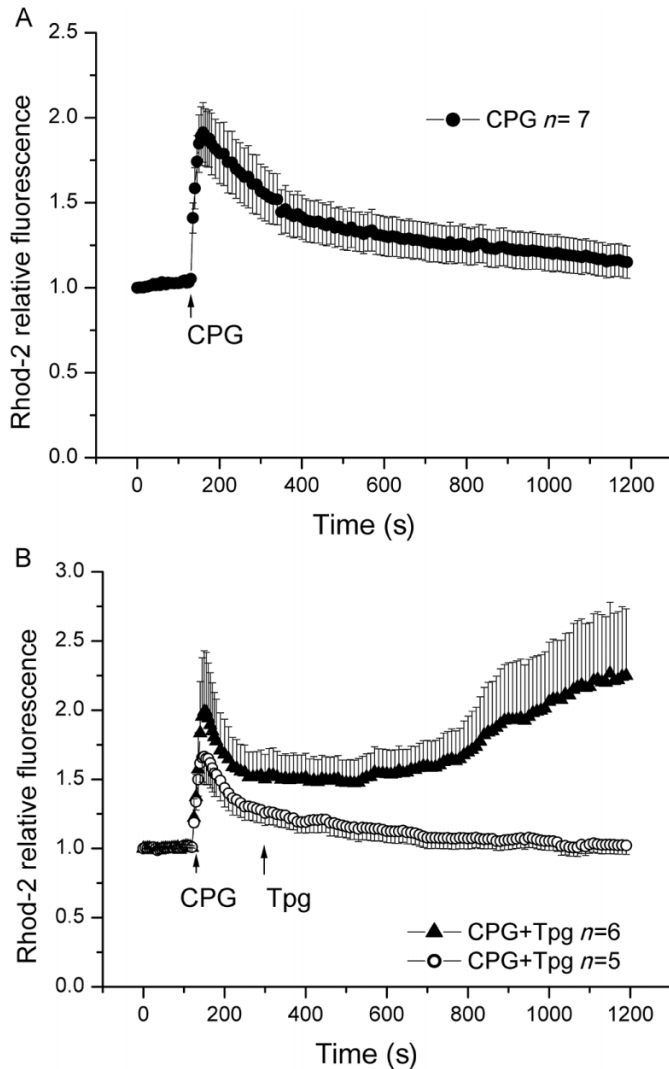 A
Rhod-2 relative fluorescence
2.5
2.0
1.5
1.0
0.5
0.0
CPG n= 7
CPG
0 200 400 600 800 1000 1200
Time (s)
B
Rhod-2 relative fluorescence
3.0
2.5
2.0
1.5
1.0
0.5
0.0
CPG Tpg
CPG+Tpg n=6
CPG+Tpg n=5
0 200 400 600 800 1000 1200
Time (s)